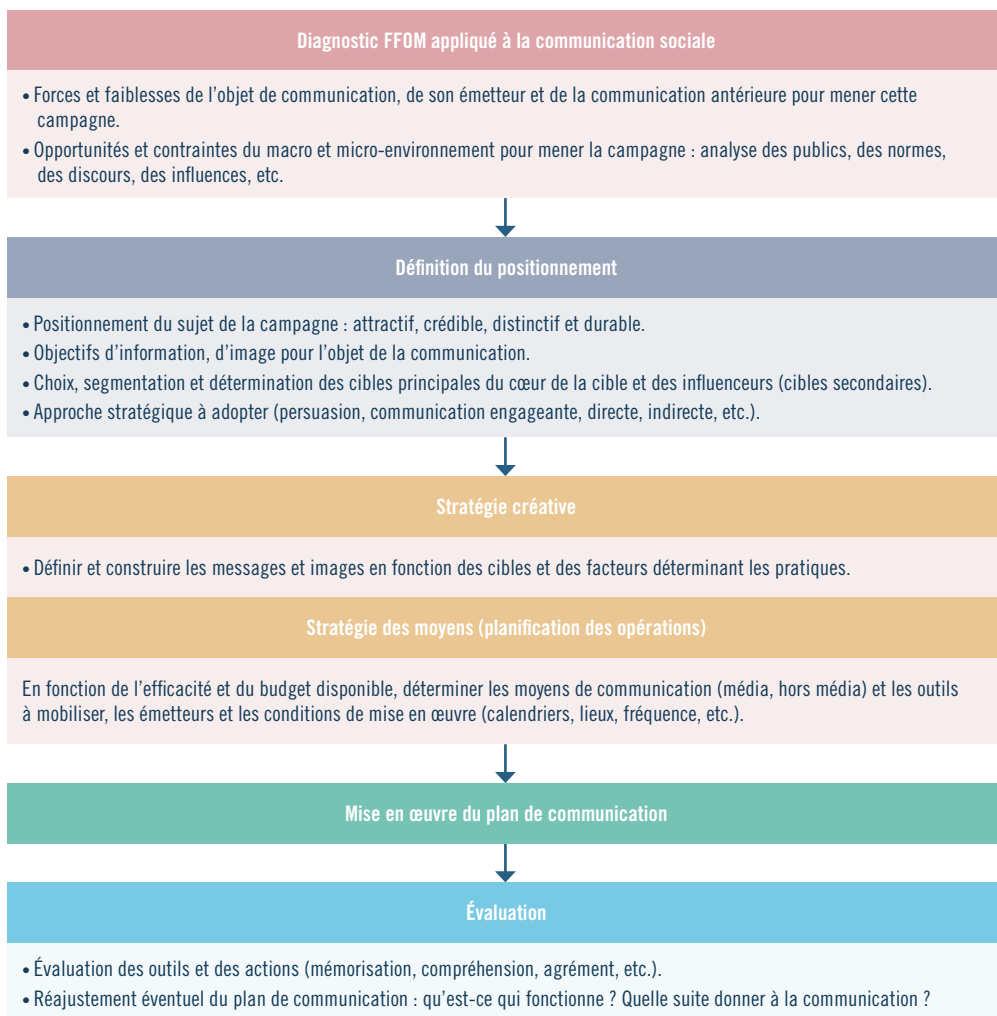 Diagnostic FFOM appliqué à la communication sociale
• Forces et faiblesses de l'objet de communication, de son émetteur et de la communication antérieure pour mener cette
campagne.
• Opportunités et contraintes du macro et micro-environnement pour mener la campagne : analyse des publics, des normes,
des discours, des influences, etc.
Définition du positionnement
• Positionnement du sujet de la campagne : attractif, crédible, distinctif et durable.
• Objectifs d'information, d'image pour l'objet de la communication.
• Choix, segmentation et détermination des cibles principales du cœur de la cible et des influenceurs (cibles secondaires).
• Approche stratégique à adopter (persuasion, communication engageante, directe, indirecte, etc.).
Stratégie créative
• Définir et construire les messages et images en fonction des cibles et des facteurs déterminant les pratiques.
Stratégie des moyens (planification des opérations)
En fonction de l'efficacité et du budget disponible, déterminer les moyens de communication (média, hors média) et les outils
à mobiliser, les émetteurs et les conditions de mise en œuvre (calendriers, lieux, fréquence, etc.).
Mise en œuvre du plan de communication
Évaluation
• Évaluation des outils et des actions (mémorisation, compréhension, agrément, etc.).
• Réajustement éventuel du plan de communication : qu'est-ce qui fonctionne ? Quelle suite donner à la communication ?